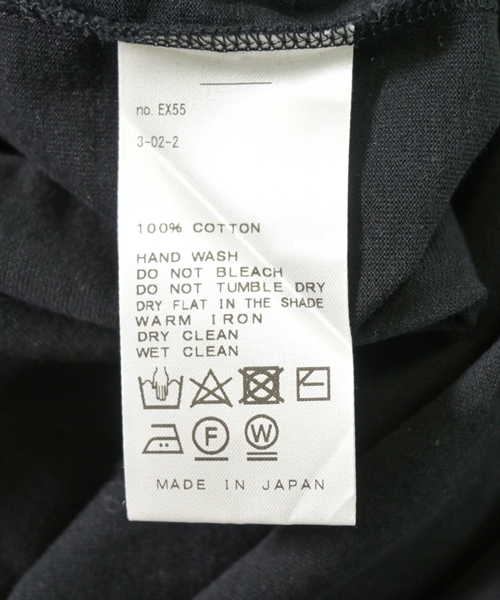 no. EX55
3-02-2
100% COTTON
HAND WASH
DO NOT BLEACH
DO NOT TUMBLE DRY
DRY FLAT IN THE SHADE
WARM IRON
DRY CLEAN
WET CLEAN
F W
MADE IN JAPAN